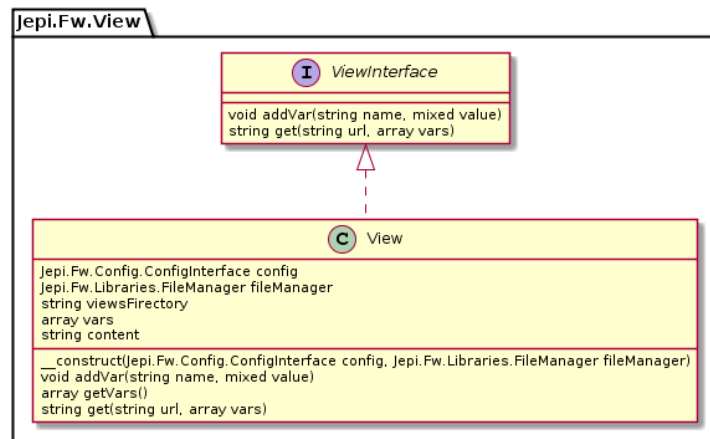 Jepi.Fw.View
I ViewInterface
void addVar(string name, mixed value)
string get(string url, array vars)
C View
Jepi.Fw.Config.ConfigInterface config
Jepi.Fw.Libraries.FileManager fileManager
string viewsFirectory
array vars
string content
__construct(Jepi.Fw.Config.ConfigInterface config, Jepi.Fw.Libraries.FileManager fileManager)
void addVar(string name, mixed value)
array getVars()
string get(string url, array vars)